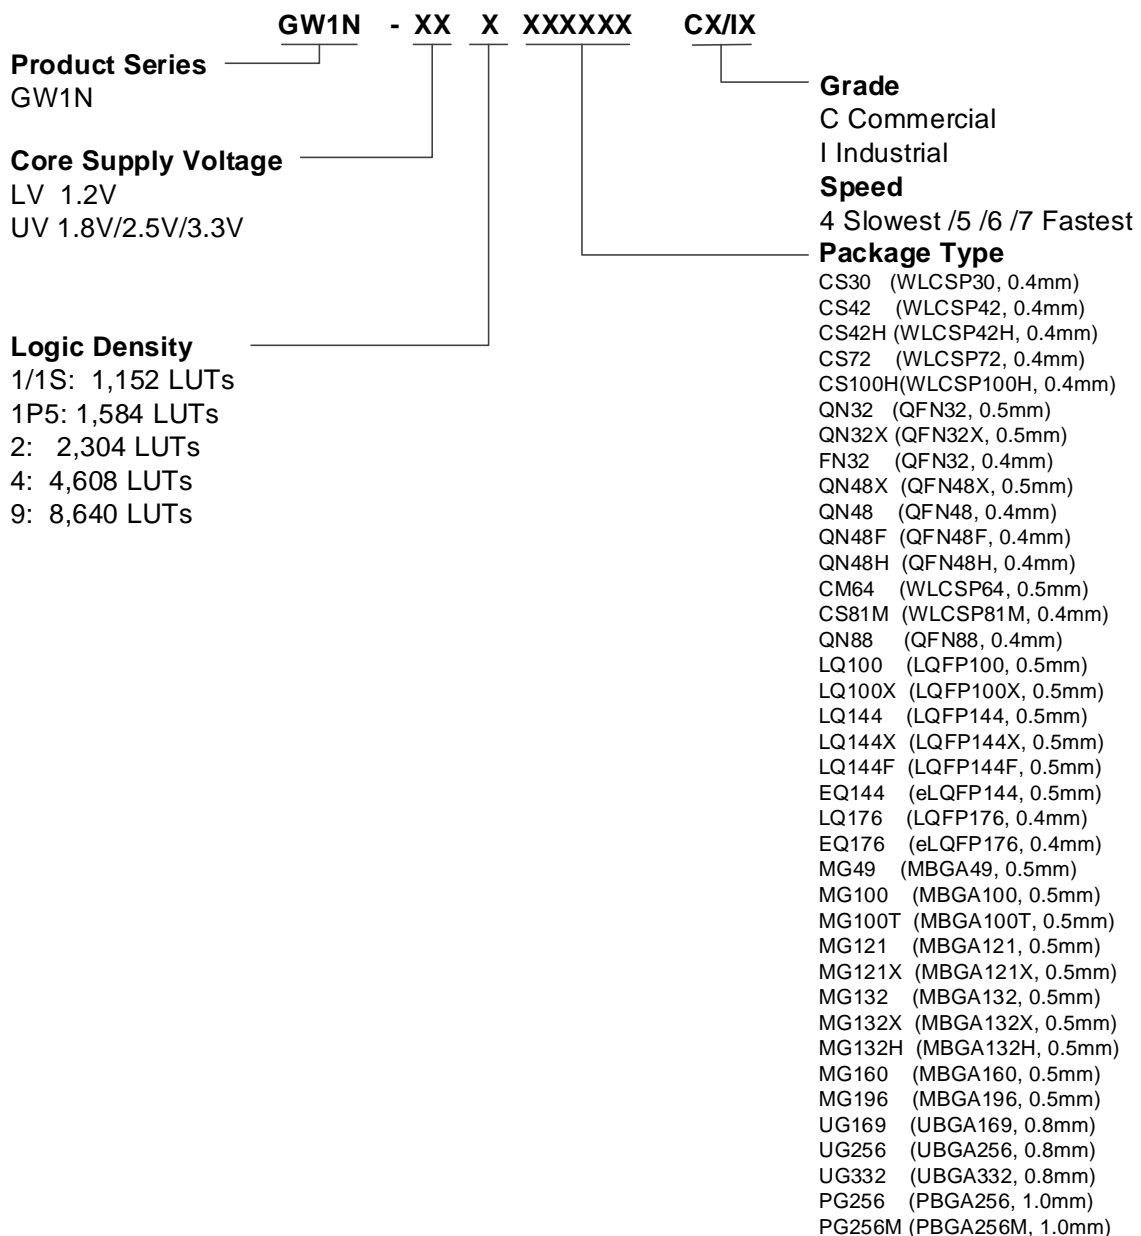 GW1N - XX X XXXXXX CX/IX
Product Series
GW1N
Core Supply Voltage
LV 1.2V
UV 1.8V/2.5V/3.3V
Logic Density
1/1S: 1,152 LUTs
1P5: 1,584 LUTs
2: 2,304 LUTs
4: 4,608 LUTs
9: 8,640 LUTs
Grade
C Commercial
I Industrial
Speed
4 Slowest /5 /6 /7 Fastest
Package Type
CS30 (WLCSP30, 0.4mm)
CS42 (WLCSP42, 0.4mm)
CS42H (WLCSP42H, 0.4mm)
CS72 (WLCSP72, 0.4mm)
CS100H(WLCSP100H, 0.4mm)
QN32 (QFN32, 0.5mm)
QN32X (QFN32X, 0.5mm)
FN32 (QFN32, 0.4mm)
QN48X (QFN48X, 0.5mm)
QN48 (QFN48, 0.4mm)
QN48F (QFN48F, 0.4mm)
QN48H (QFN48H, 0.4mm)
CM64 (WLCSP64, 0.5mm)
CS81M (WLCSP81M, 0.4mm)
QN88 (QFN88, 0.4mm)
LQ100 (LQFP100, 0.5mm)
LQ100X (LQFP100X, 0.5mm)
LQ144 (LQFP144, 0.5mm)
LQ144X (LQFP144X, 0.5mm)
LQ144F (LQFP144F, 0.5mm)
EQ144 (eLQFP144, 0.5mm)
LQ176 (LQFP176, 0.4mm)
EQ176 (eLQFP176, 0.4mm)
MG49 (MBGA49, 0.5mm)
MG100 (MBGA100, 0.5mm)
MG100T (MBGA100T, 0.5mm)
MG121 (MBGA121, 0.5mm)
MG121X (MBGA121X, 0.5mm)
MG132 (MBGA132, 0.5mm)
MG132X (MBGA132X, 0.5mm)
MG132H (MBGA132H, 0.5mm)
MG160 (MBGA160, 0.5mm)
MG196 (MBGA196, 0.5mm)
UG169 (UBGA169, 0.8mm)
UG256 (UBGA256, 0.8mm)
UG332 (UBGA332, 0.8mm)
PG256 (PBGA256, 1.0mm)
PG256M (PBGA256M, 1.0mm)